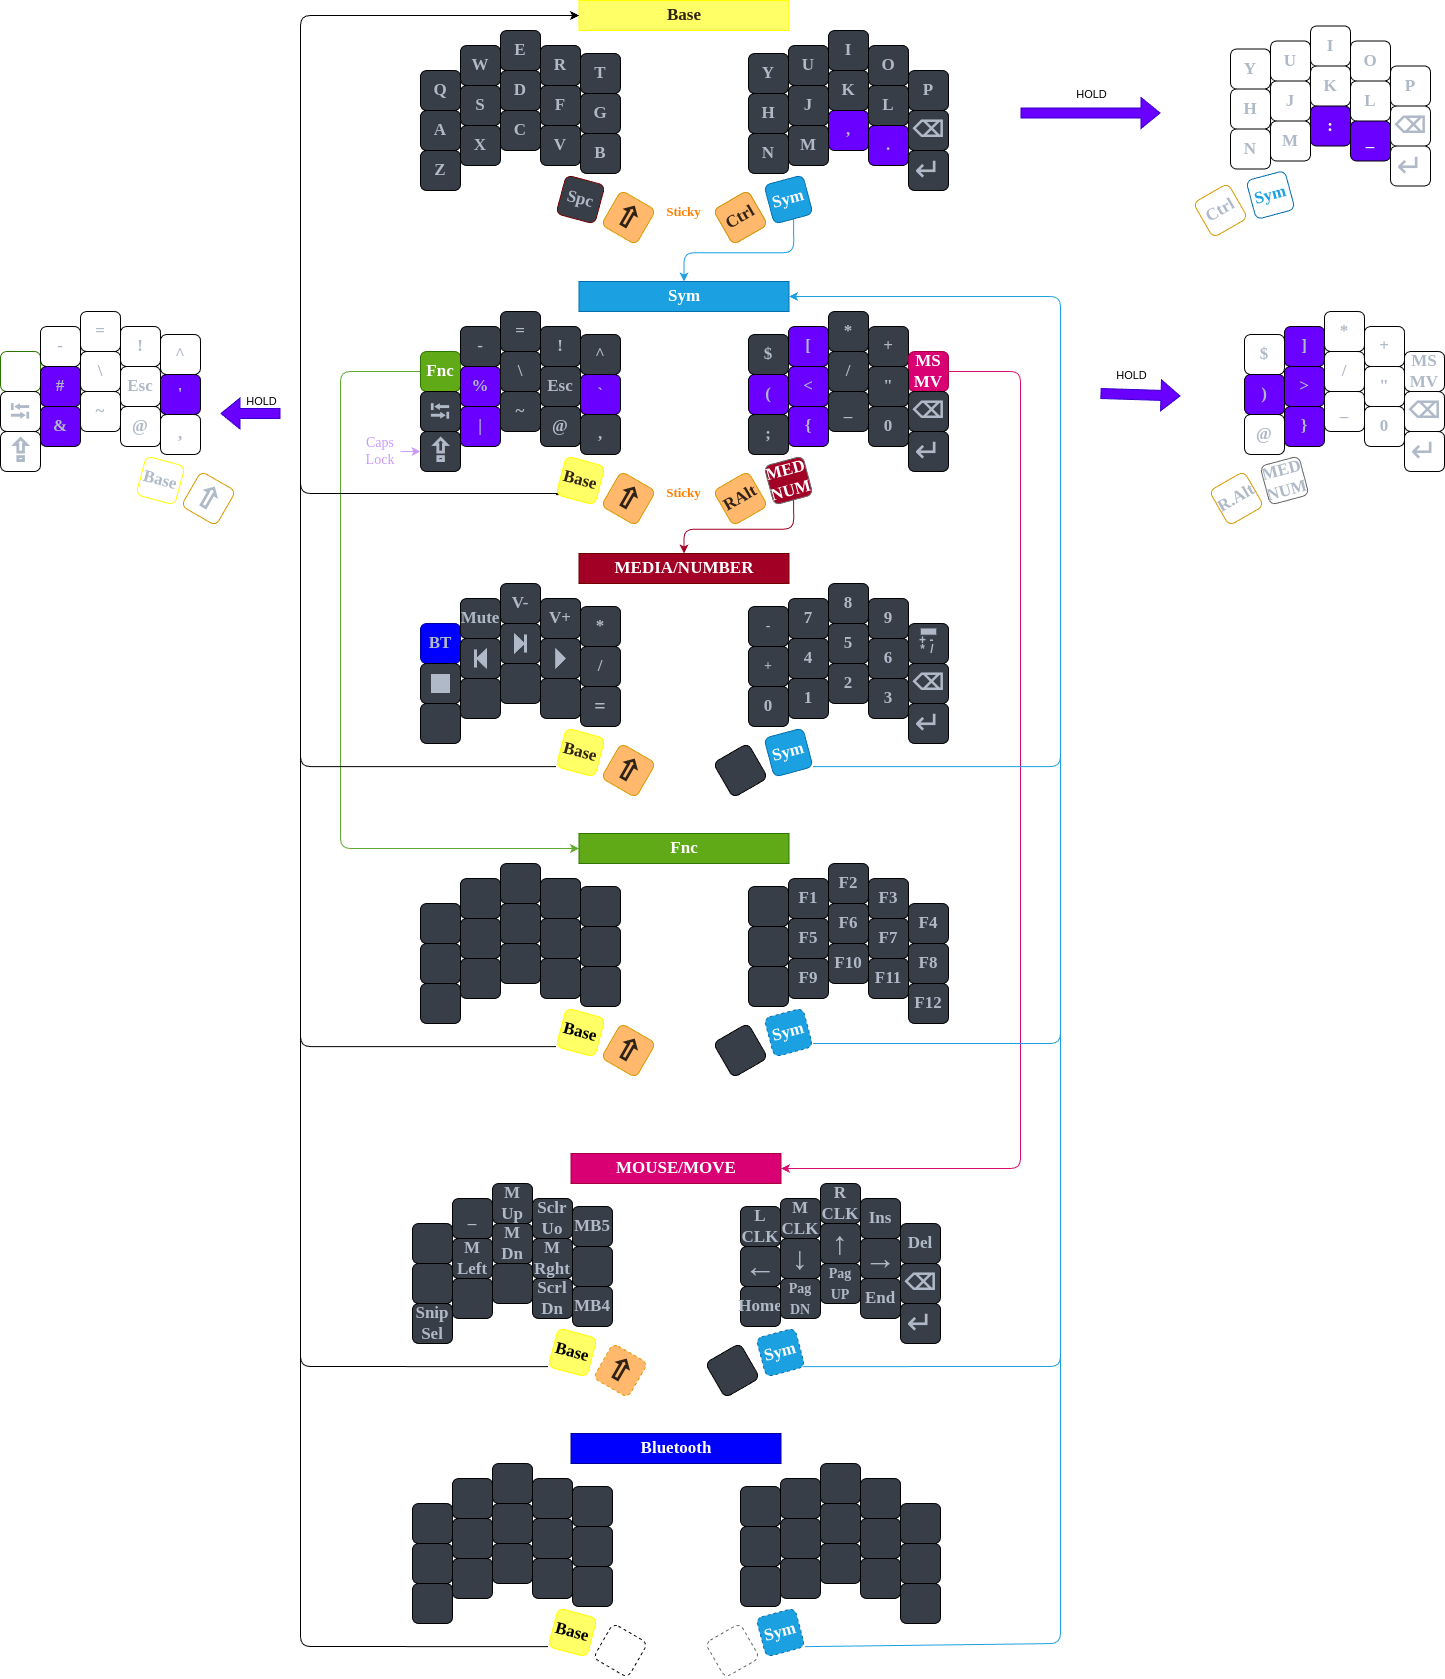 Base
Q W E R T
A S D F G
Z X C V B
Spc ⇧
Sticky
Y U I O P
H J K L ⌫
N M , . ↵
Ctrl Sym
HOLD
Y U I O P
H J K L ⌫
N M : _ ↵
Ctrl Sym
Sym
Fnc - = ! ^
↹ % \ Esc `
⇪ | ~ @ ,
Caps
Lock
Base ⇧
Sticky
$ [ * + MS
MV
( < / " ⌫
; { _ 0 ↵
RAlt MED
NUM
HOLD
- = ! ^
↹ # \ Esc '
⇪ & ~ @ ,
Base ⇧
HOLD
$ ] * + MS
MV
) > / " ⌫
@ } _ 0 ↵
R.Alt MED
NUM
MEDIA/NUMBER
BT Mute V- V+ *
/
=
Base ⇧
- 7 8 9 + -
* /
+ 4 5 6 ⌫
0 1 2 3 ↵
Sym
Fnc
F1 F2 F3 F4
F5 F6 F7 F8
F9 F10 F11 F12
Base ⇧
Sym
MOUSE/MOVE
_ M
Up Sclr
Uo MB5
M
Left M
Dn M
Rght
Snip
Sel Scrl
Dn MB4
Base ⇧
L
CLK M
CLK R
CLK Ins Del
← ↓ ↑ → ⌫
Home Pag
DN Pag
UP End ↵
Sym
Bluetooth
Base
Sym